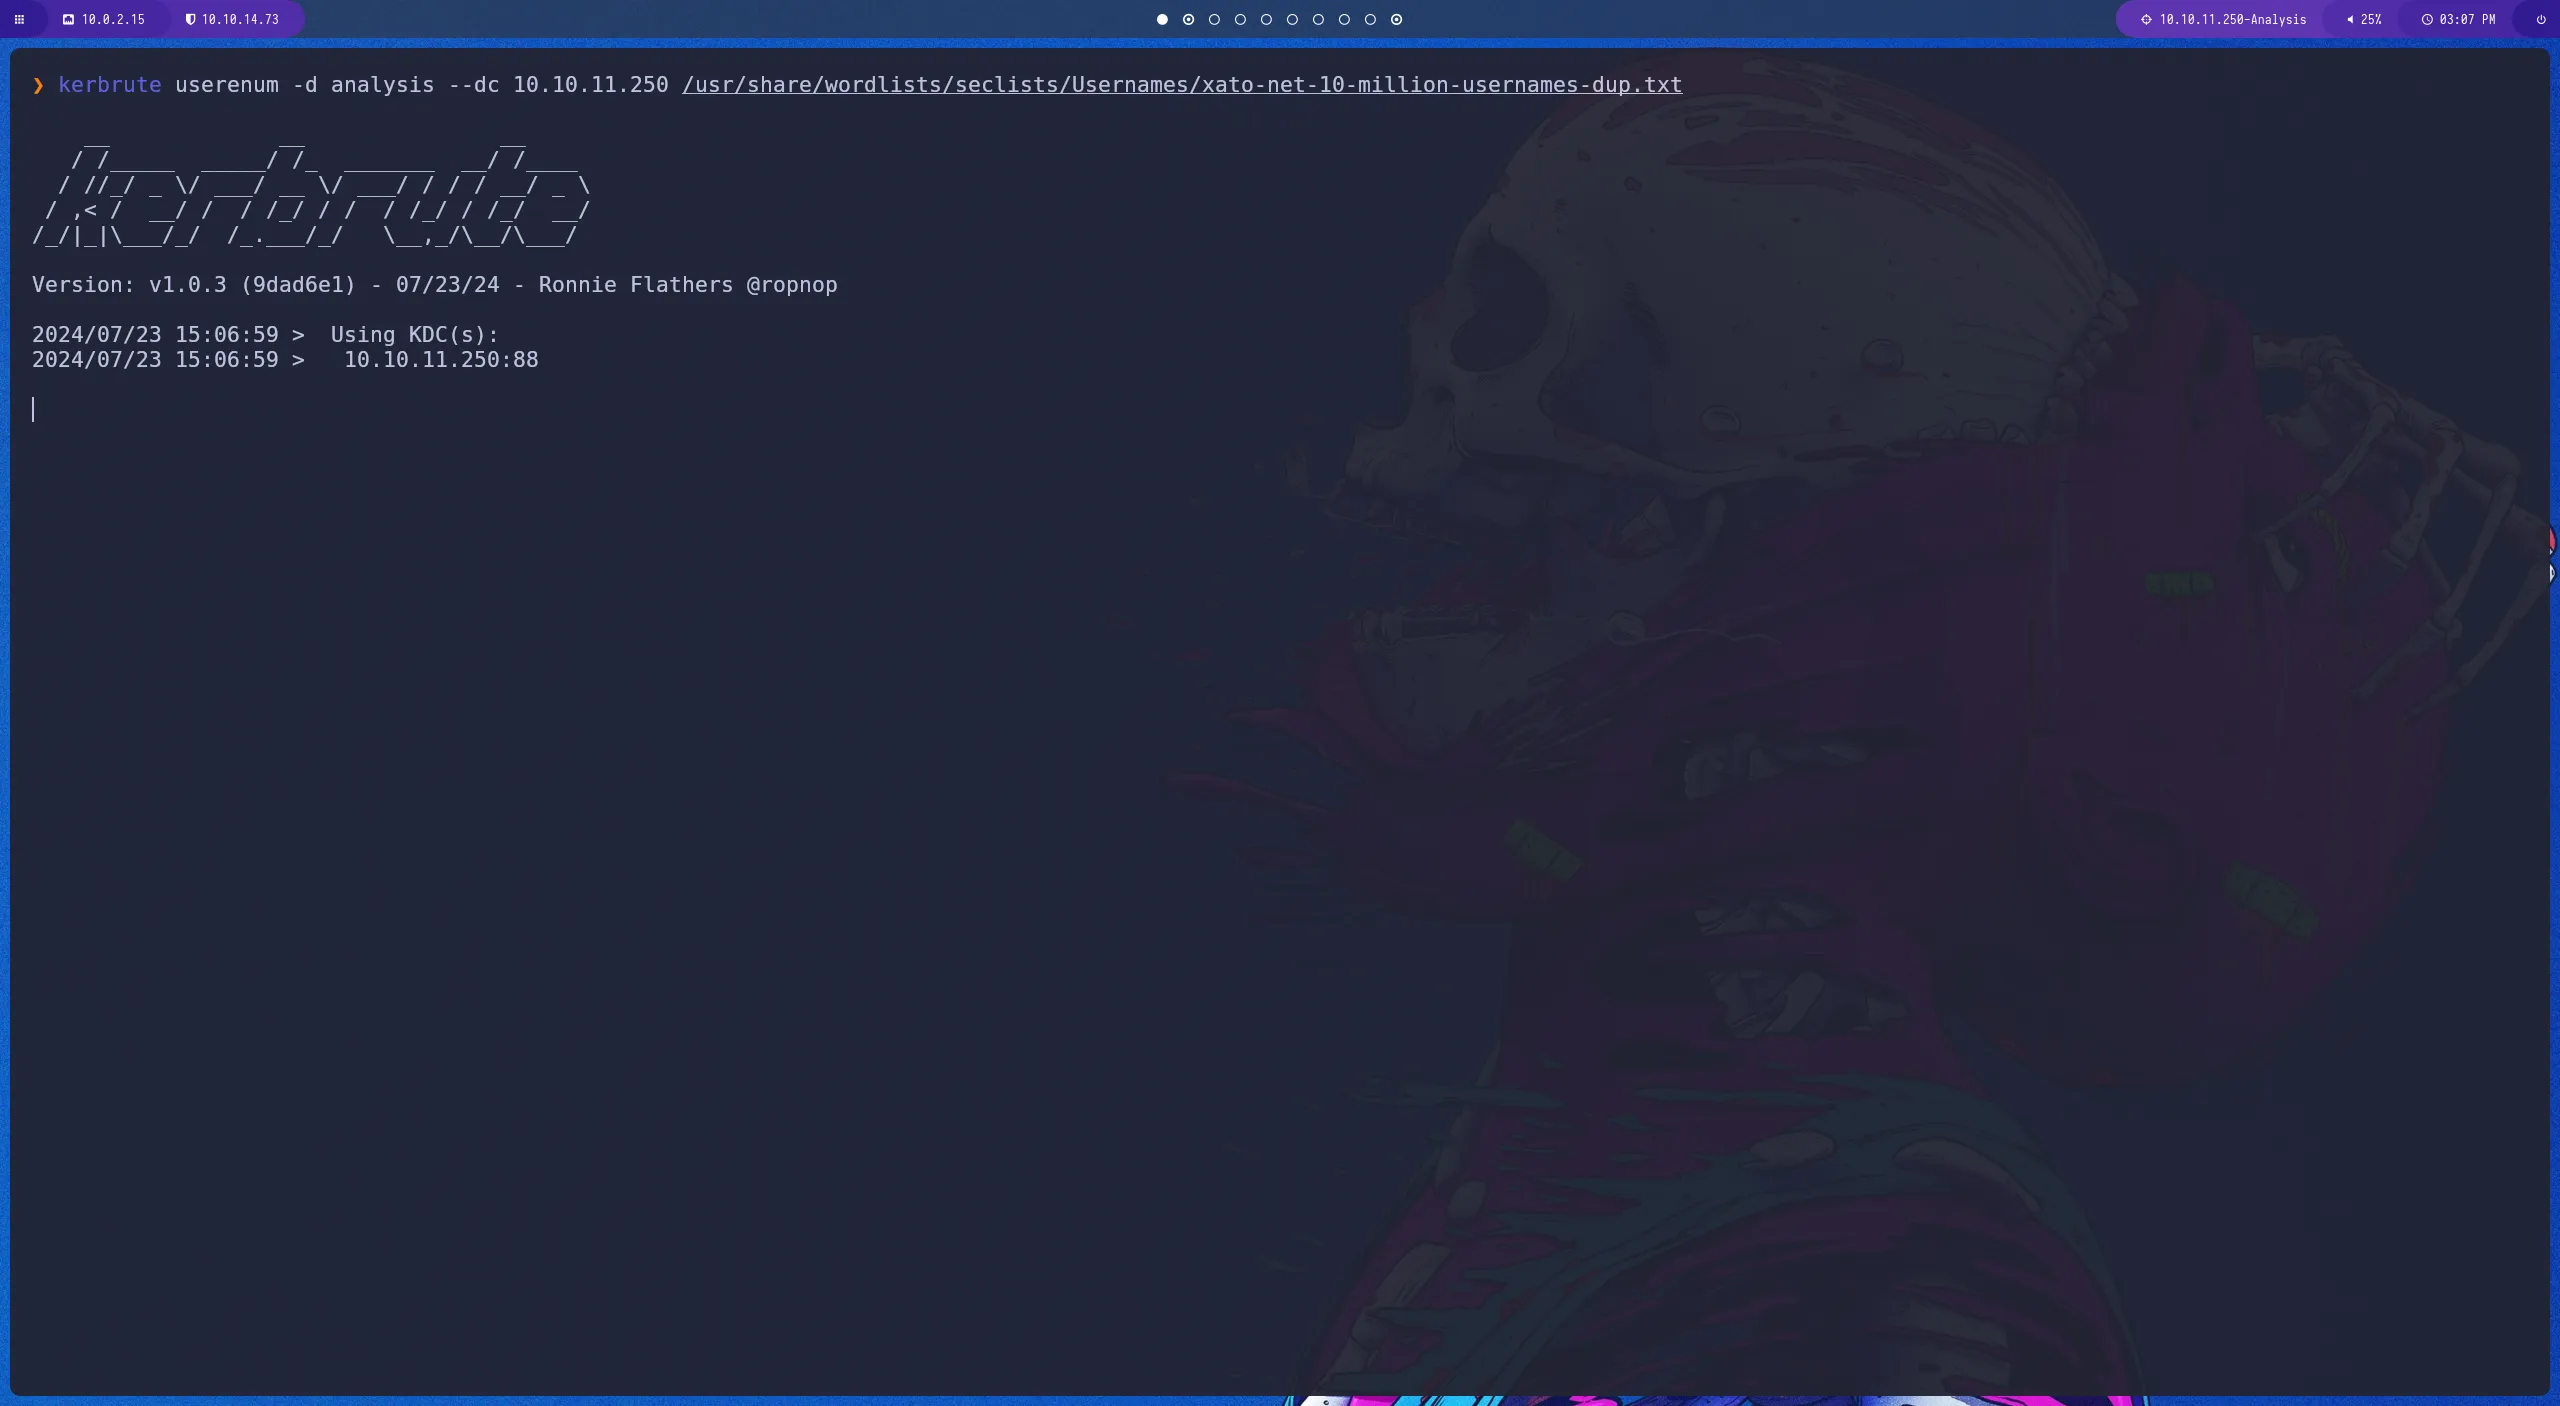 10.0.2.15 10.10.14.73 10.10.11.250-Analysis 25% 03:07 PM
❯ kerbrute userenum -d analysis --dc 10.10.11.250 /usr/share/wordlists/seclists/Usernames/xato-net-10-million-usernames-dup.txt
    __             __               __
   / /_____  _____/ /_  _______  __/ /____
  / //_/ _ \/ ___/ __ \/ ___/ / / / __/ _ \
 / ,< /  __/ /  / /_/ / /  / /_/ / /_/  __/
/_/|_|\___/_/  /_.___/_/   \__,_/\__/\___/
Version: v1.0.3 (9dad6e1) - 07/23/24 - Ronnie Flathers @ropnop
2024/07/23 15:06:59 >  Using KDC(s):
2024/07/23 15:06:59 >   10.10.11.250:88